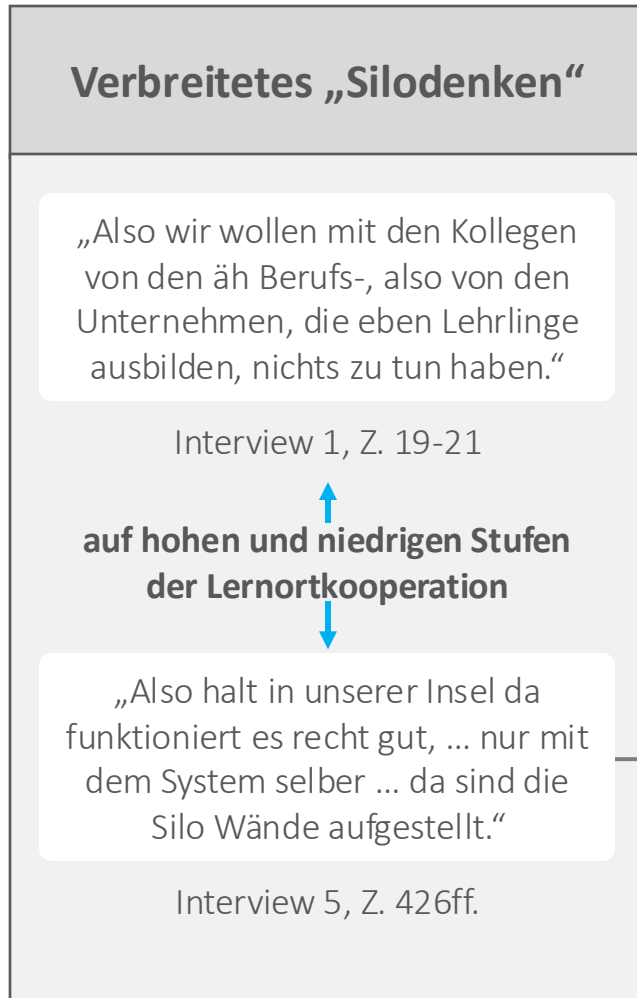 Verbreitetes „Silodenken“
„Also wir wollen mit den Kollegen
von den äh Berufs-, also von den
Unternehmen, die eben Lehrlinge
ausbilden, nichts zu tun haben.“
Interview 1, Z. 19-21
auf hohen und niedrigen Stufen
der Lernortkooperation
„Also halt in unserer Insel da
funktioniert es recht gut, ... nur mit
dem System selber ... da sind die
Silo Wände aufgestellt.“
Interview 5, Z. 426ff.